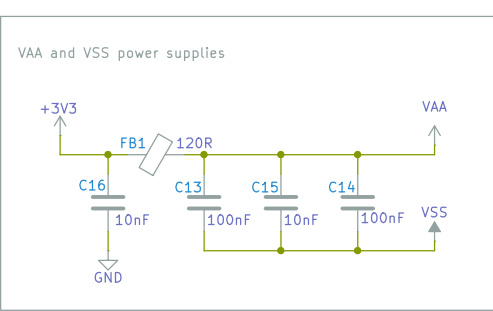 VAA and VSS power supplies
+3V3
VAA
FB1 120R
C16
C13
C15
C14
10nF
100nF
10nF
100nF
VSS
GND